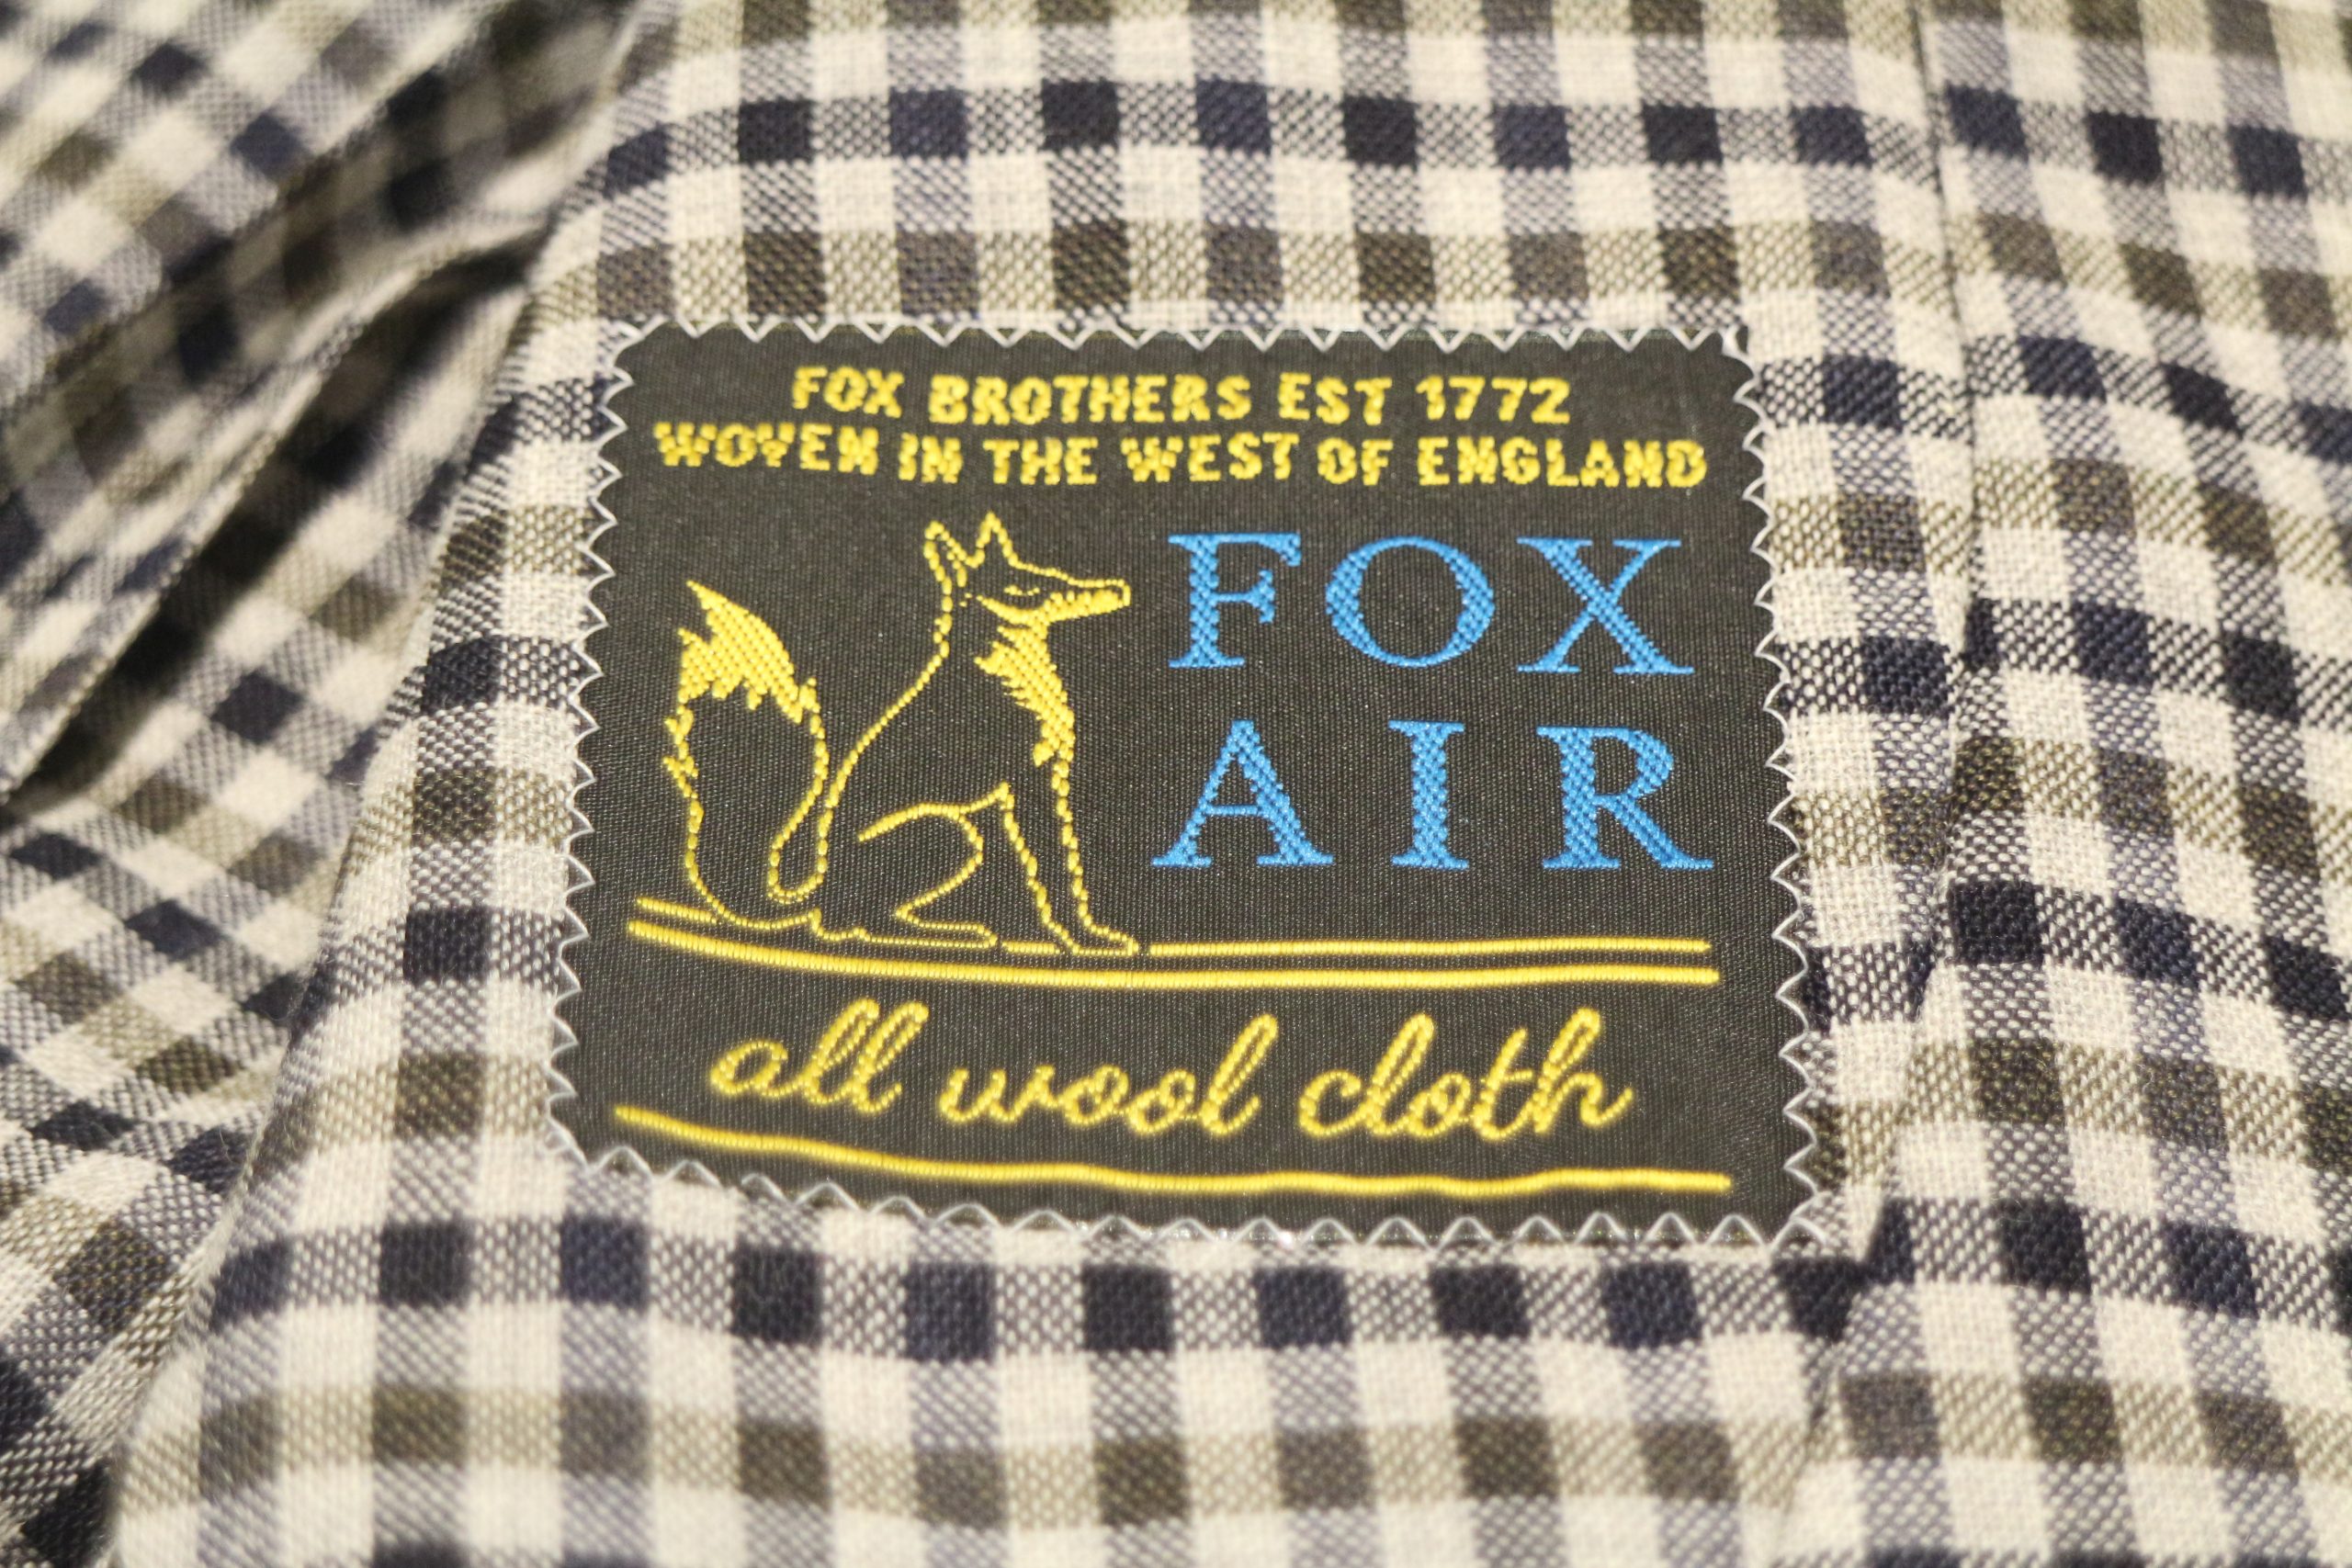 FOX BROTHERS EST 1772
WOVEN IN THE WEST OF ENGLAND
FOX
AIR
all wool cloth